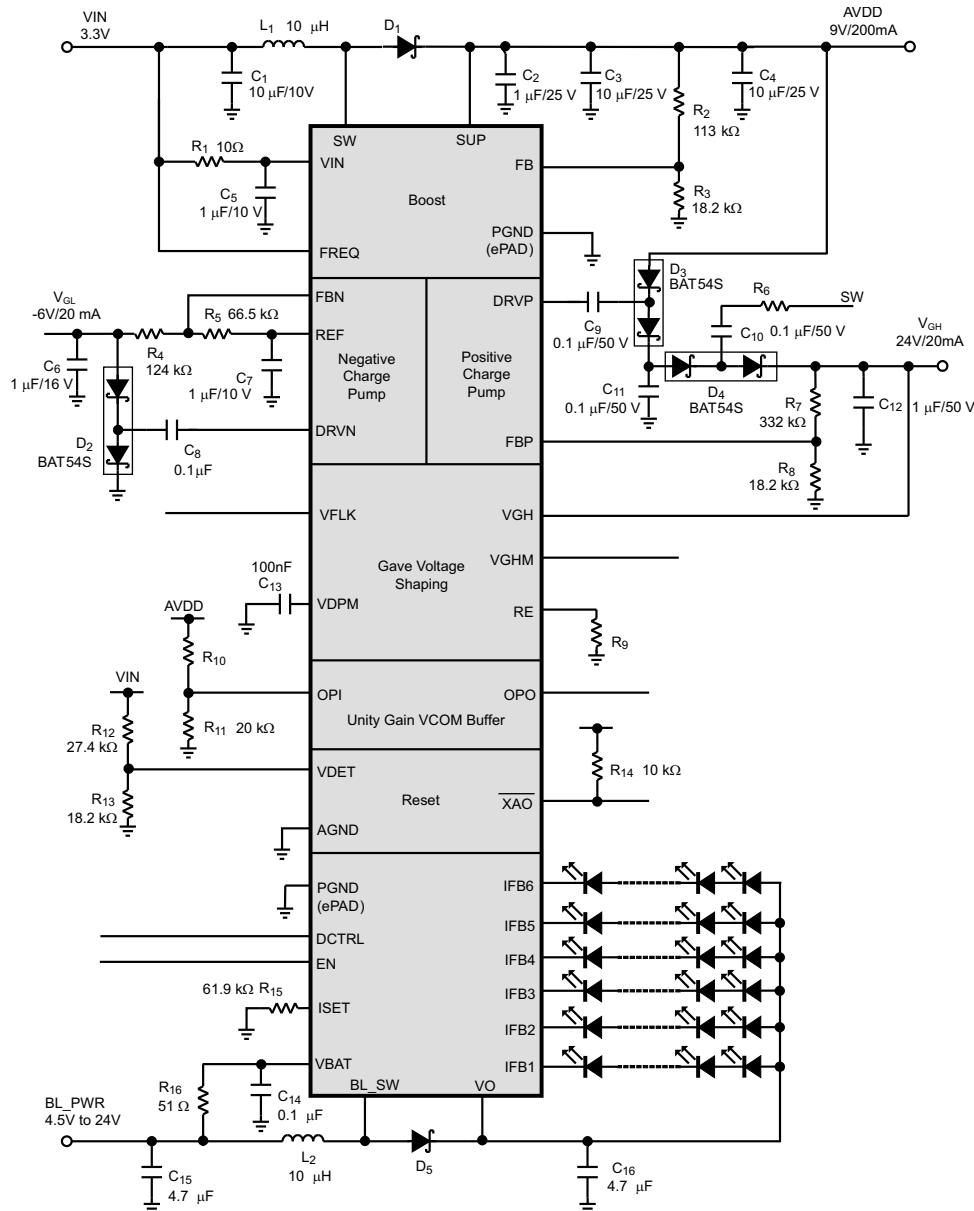 VIN
3.3V
L1 10 μH
D1
AVDD
9V/200mA
C1
10 μF/10V
C2
1 μF/25 V
C3
10 μF/25 V
R2
113 kΩ
C4
10 μF/25 V
SW
SUP
R1 10Ω
VIN
FB
C5
1 μF/10 V
Boost
R3
18.2 kΩ
PGND
(ePAD)
FREQ
FBN
DRVP
D3
BAT54S
R6
SW
VGL
-6V/20 mA
R5 66.5 kΩ
REF
C9
0.1 μF/50 V
C10
0.1 μF/50 V
VGH
24V/20mA
R4
124 kΩ
C6
1 μF/16 V
C7
1 μF/10 V
Negative
Charge
Pump
Positive
Charge
Pump
C11
0.1 μF/50 V
D4
BAT54S
R7
332 kΩ
C12
1 μF/50 V
D2
BAT54S
C8
0.1μF
DRVN
FBP
R8
18.2 kΩ
VFLK
VGH
Gave Voltage
Shaping
VGHM
100nF
C13
VDPM
RE
R9
AVDD
R10
VIN
OPI
OPO
R11 20 kΩ
Unity Gain VCOM Buffer
R12
27.4 kΩ
VDET
R14 10 kΩ
R13
18.2 kΩ
Reset
XAO
AGND
PGND
(ePAD)
IFB6
DCTRL
IFB5
EN
IFB4
61.9 kΩ R15
ISET
IFB3
IFB2
VBAT
IFB1
R16
51 Ω
C14
0.1 μF
BL_SW
VO
BL_PWR
4.5V to 24V
L2
10 μH
D5
C15
4.7 μF
C16
4.7 μF